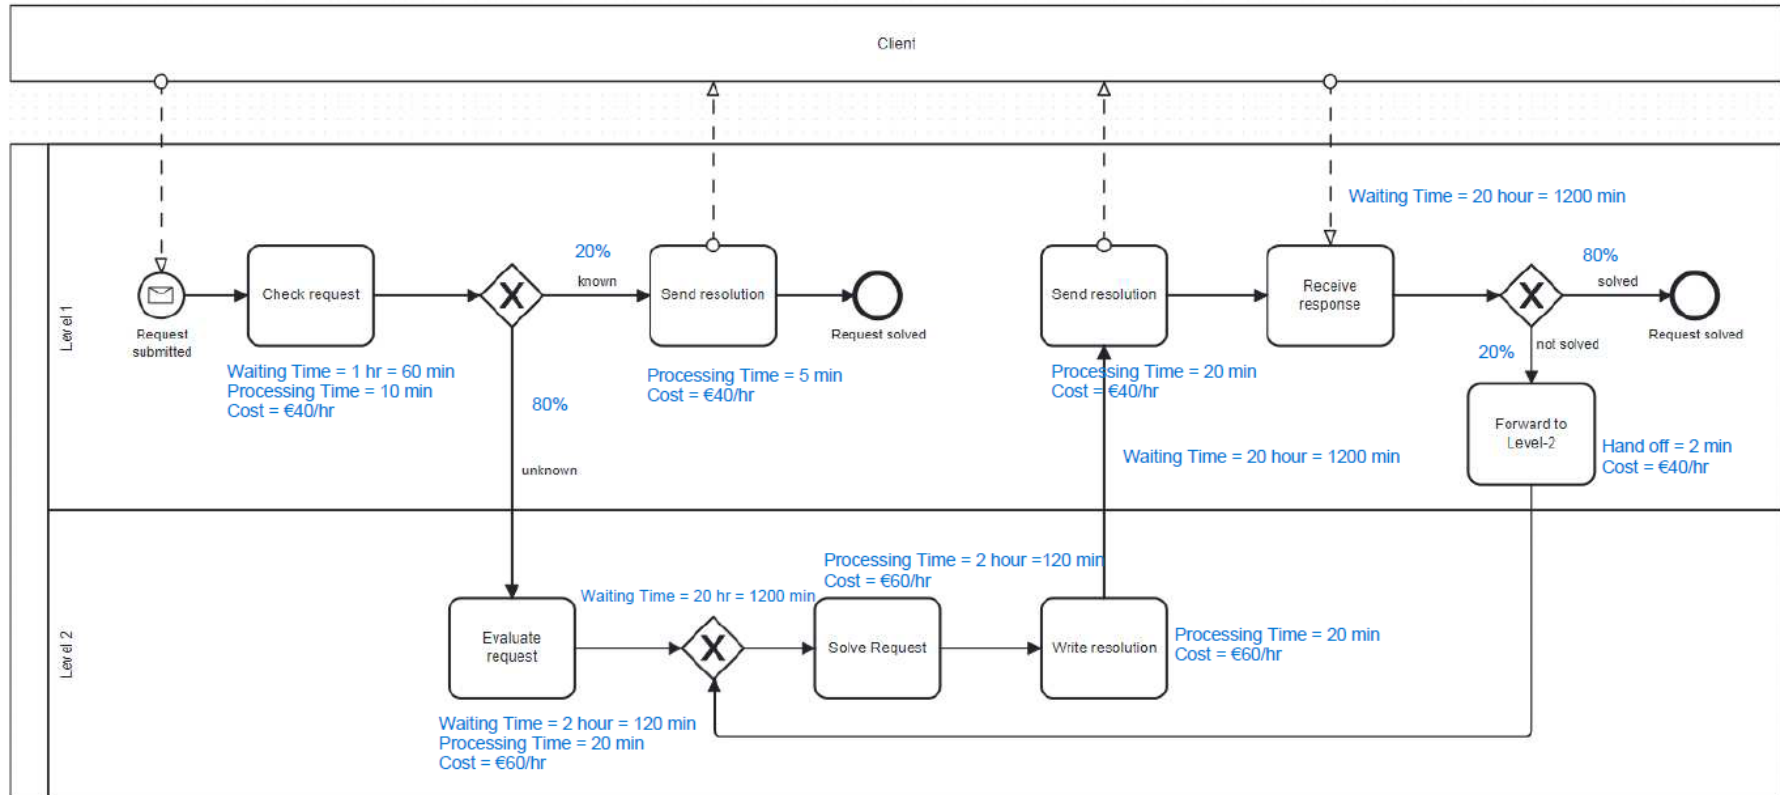 Client
Level 1
Request
submitted
Check request
Waiting Time = 1 hr = 60 min
Processing Time = 10 min
Cost = €40/hr
X
20%
known
80%
unknown
Send resolution
Processing Time = 5 min
Cost = €40/hr
Request solved
Send resolution
Processing Time = 20 min
Cost = €40/hr
Waiting Time = 20 hour = 1200 min
Waiting Time = 20 hour = 1200 min
Receive
response
X
80%
solved
Request solved
20%
not solved
Forward to
Level-2
Hand off = 2 min
Cost = €40/hr
Level 2
Evaluate
request
Waiting Time = 2 hour = 120 min
Processing Time = 20 min
Cost = €60/hr
Waiting Time = 20 hr = 1200 min
X
Processing Time = 2 hour =120 min
Cost = €60/hr
Solve Request
Write resolution
Processing Time = 20 min
Cost = €60/hr